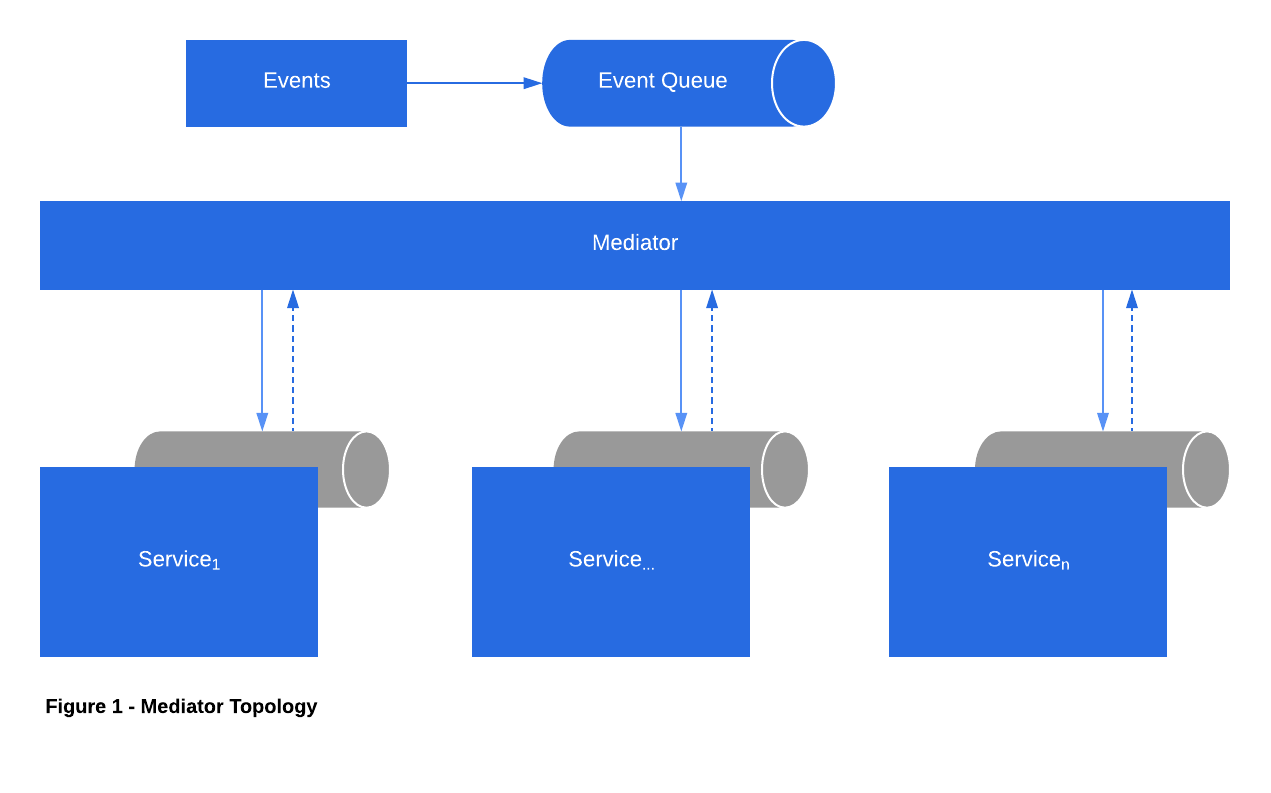 Events
Event Queue
Mediator
Service1
Service...
Servicen
Figure 1 - Mediator Topology